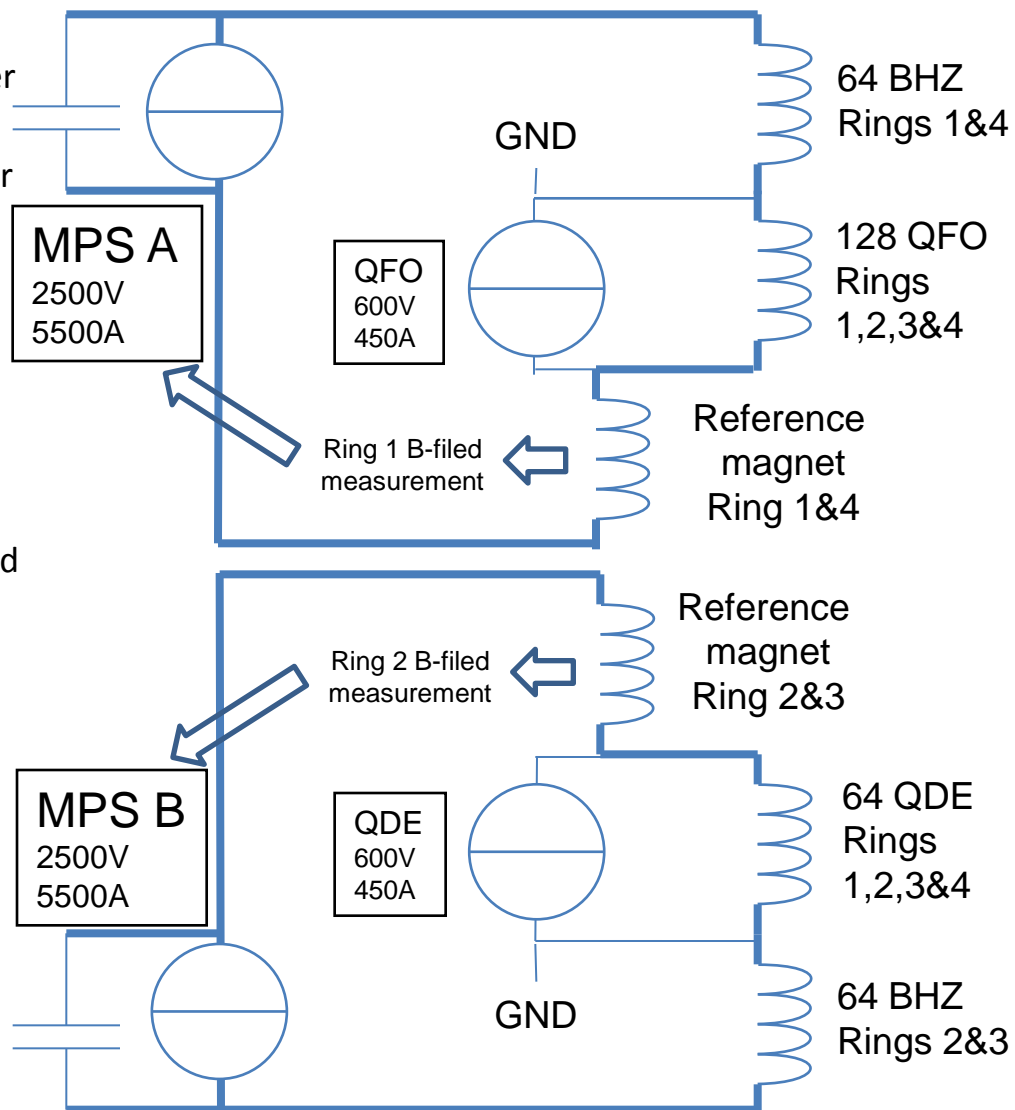 er
r
d
64 BHZ
Rings 1&4
GND
MPS A
2500V
5500A
QFO
600V
450A
128 QFO
Rings
1,2,3&4
Ring 1 B-filed
measurement
Reference
magnet
Ring 1&4
Ring 2 B-filed
measurement
Reference
magnet
Ring 2&3
MPS B
2500V
5500A
QDE
600V
450A
64 QDE
Rings
1,2,3&4
GND
64 BHZ
Rings 2&3